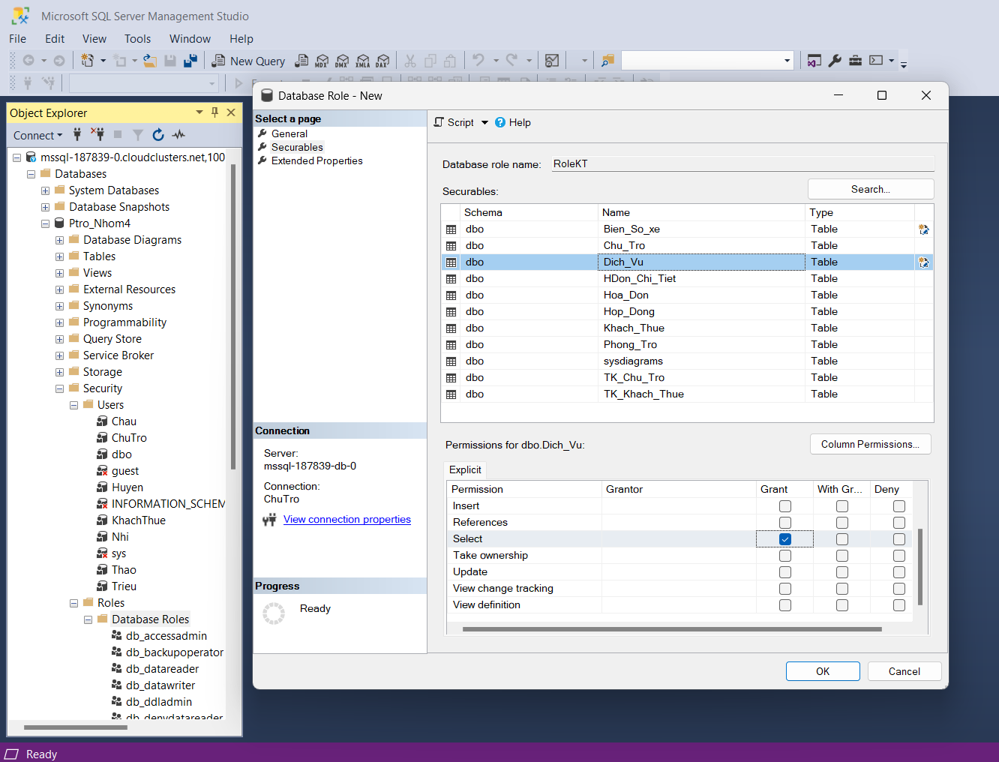 Microsoft SQL Server Management Studio
File Edit View Tools Window Help
New Query MDX DMX XMLA DAX
Database Role - New
Object Explorer
Connect
mssql-187839-0.cloudclusters.net,100
Databases
System Databases
Database Snapshots
Ptro_Nhom4
Database Diagrams
Tables
Views
External Resources
Synonyms
Programmability
Query Store
Service Broker
Storage
Security
Users
Chau
ChuTro
dbo
guest
Huyen
INFORMATION_SCHEM
KhachThue
Nhi
sys
Thao
Trieu
Roles
Database Roles
db_accessadmin
db_backupoperator
db_datareader
db_datawriter
db_ddladmin
db_denydatareader
Select a page
General
Securables
Extended Properties
Connection
Server:
mssql-187839-db-0
Connection:
ChuTro
View connection properties
Progress
Ready
Script Help
Database role name: RoleKT
Securables: Search...
Schema Name Type
dbo Bien_So_xe Table
dbo Chu_Tro Table
dbo Dich_Vu Table
dbo HDon_Chi_Tiet Table
dbo Hoa_Don Table
dbo Hop_Dong Table
dbo Khach_Thue Table
dbo Phong_Tro Table
dbo sysdiagrams Table
dbo TK_Chu_Tro Table
dbo TK_Khach_Thue Table
Permissions for dbo.Dich_Vu: Column Permissions...
Explicit
Permission Grantor Grant With Gr... Deny
Insert
References
Select
Take ownership
Update
View change tracking
View definition
OK Cancel
Ready